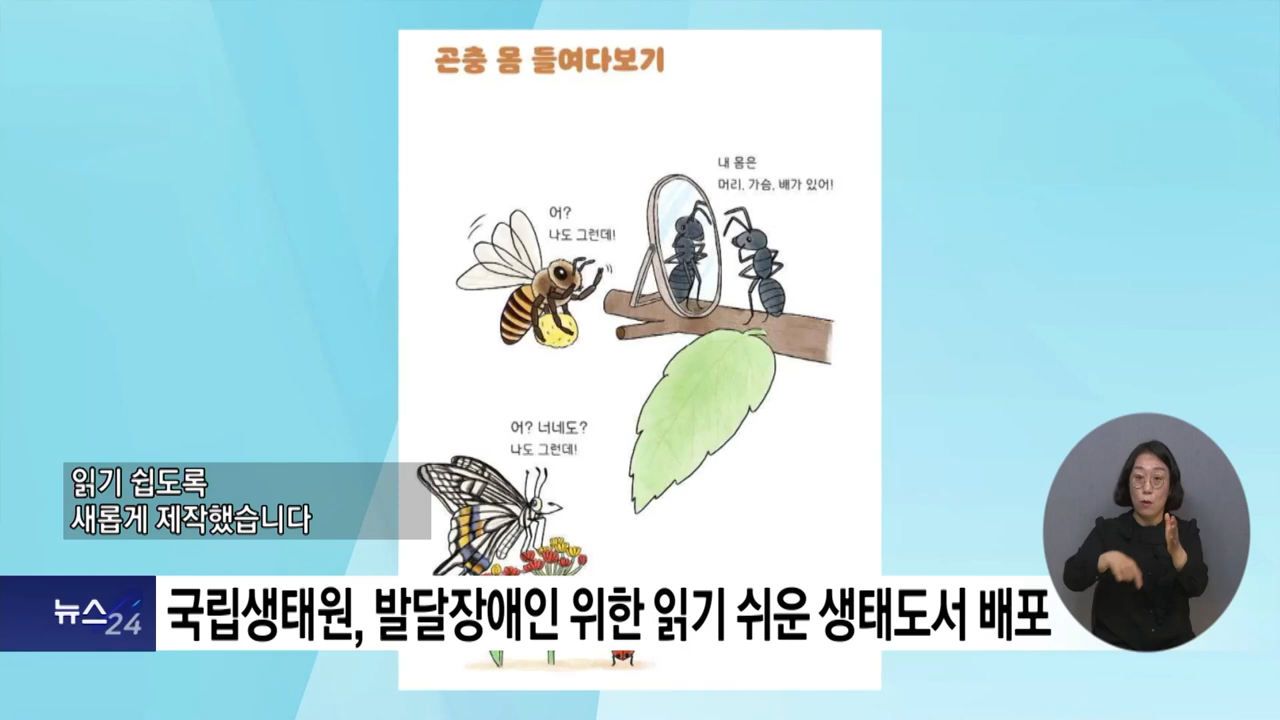 곤충 몸 들여다보기
내 몸은
머리, 가슴, 배가 있어!
어?
나도 그런데!
어? 너네도?
나도 그런데!
읽기 쉽도록
새롭게 제작했습니다
뉴스24
국립생태원, 발달장애인 위한 읽기 쉬운 생태도서 배포